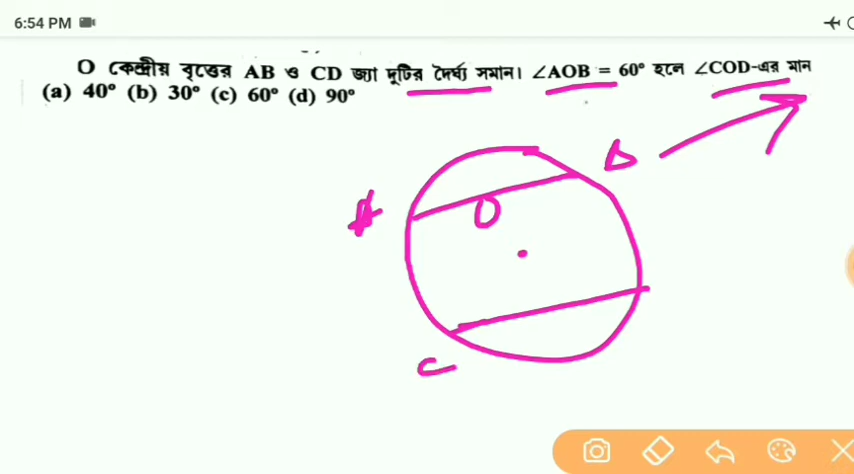 6:54 PM
O কেন্দ্রীয় বৃত্তের AB ও CD জ্যা দুটির দৈর্ঘ্য সমান। ∠AOB = 60° হলে ∠COD-এর মান
(a) 40° (b) 30° (c) 60° (d) 90°
A
O
C